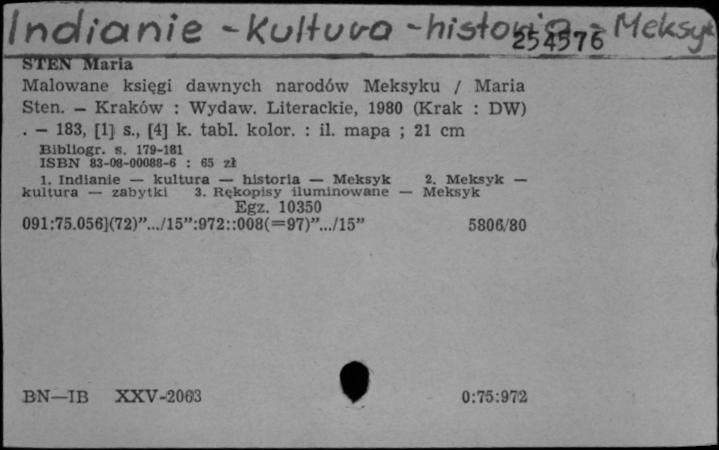 Indianie - kultura - historia - Meksyk
254576
STEN Maria
Malowane księgi dawnych narodów Meksyku / Maria
Sten. — Kraków : Wydaw. Literackie, 1980 (Krak : DW)
. — 183, [1] s., [4] k. tabl. kolor. : il. mapa ; 21 cm
Bibliogr. s. 179-181
ISBN 83-08-00088-6 : 65 zł
1. Indianie — kultura — historia — Meksyk 2. Meksyk —
kultura — zabytki 3. Rękopisy iluminowane — Meksyk
Egz. 10350
091:75.056](72)”.../15”:972::008(=97)”.../15” 5806/80
BN—IB XXV-2063 0:75:972